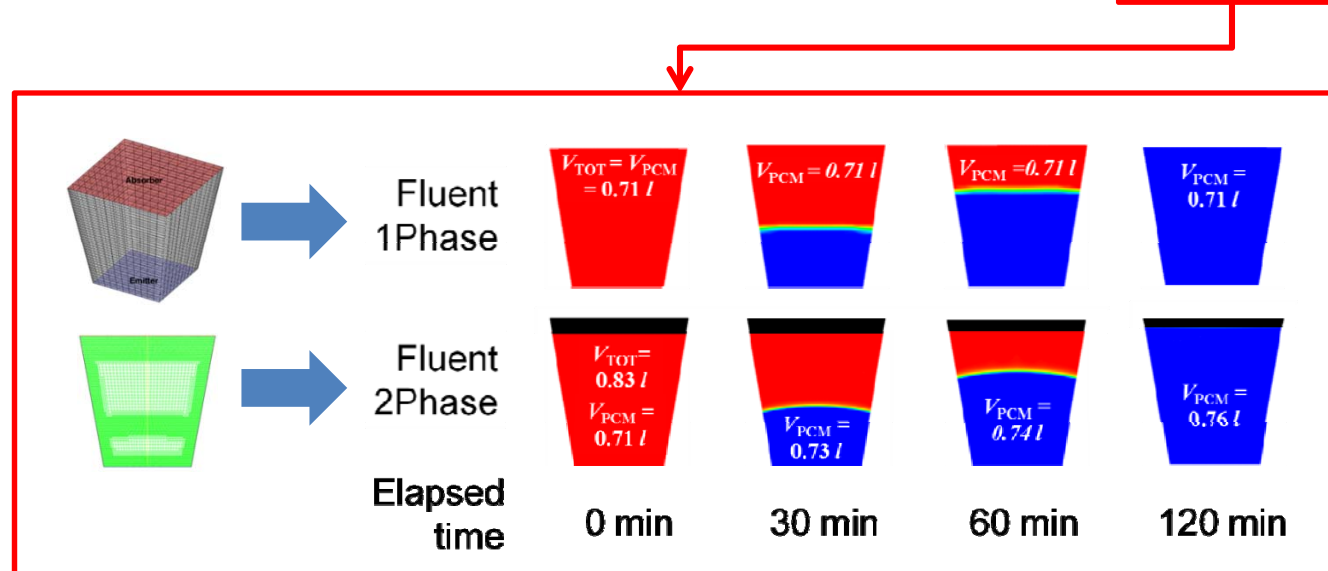 Absorber
Emitter
Fluent
1Phase
V_TOT = V_PCM
= 0.71 l
V_PCM = 0.71 l
V_PCM =0.71 l
V_PCM =
0.71 l
Fluent
2Phase
V_TOT=
0.83 l
V_PCM =
0.71 l
V_PCM =
0.73 l
V_PCM =
0.74 l
V_PCM =
0.76 l
Elapsed
time
0 min
30 min
60 min
120 min